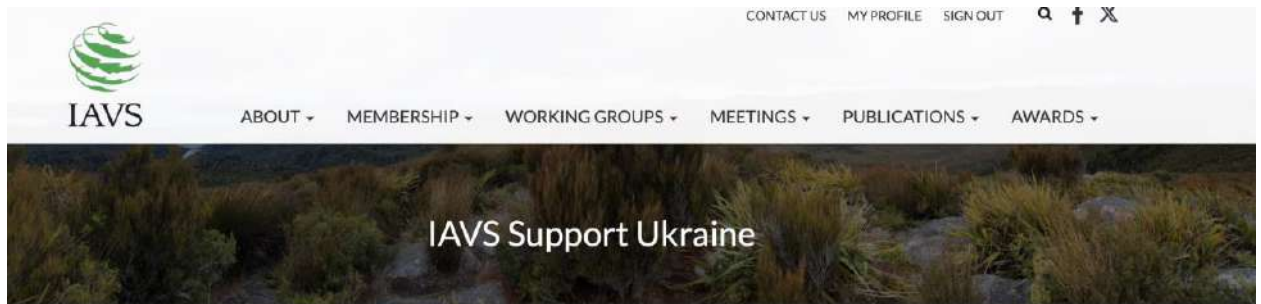 CONTACT US MY PROFILE SIGN OUT
IAVS
ABOUT MEMBERSHIP WORKING GROUPS MEETINGS PUBLICATIONS AWARDS
IAVS Support Ukraine